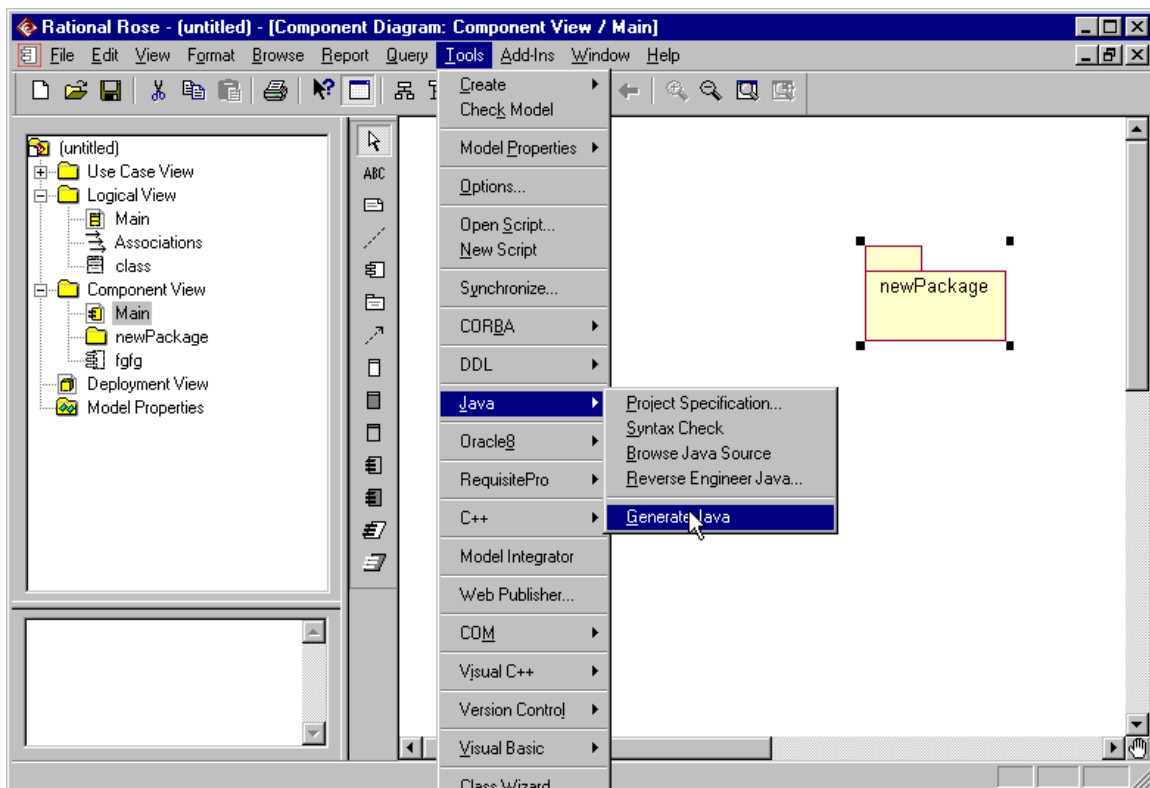 Rational Rose - (untitled) - [Component Diagram: Component View / Main]
File Edit View Format Browse Report Query Tools Add-Ins Window Help
(untitled)
Use Case View
Logical View
Main
Associations
class
Component View
Main
newPackage
fgfg
Deployment View
Model Properties
ABC
Create
Check Model
Model Properties
Options...
Open Script...
New Script
Synchronize...
CORBA
DDL
Java
Oracle8
RequisitePro
C++
Model Integrator
Web Publisher...
COM
Visual C++
Version Control
Visual Basic
Class Wizard
Project Specification...
Syntax Check
Browse Java Source
Reverse Engineer Java...
Generate Java
newPackage